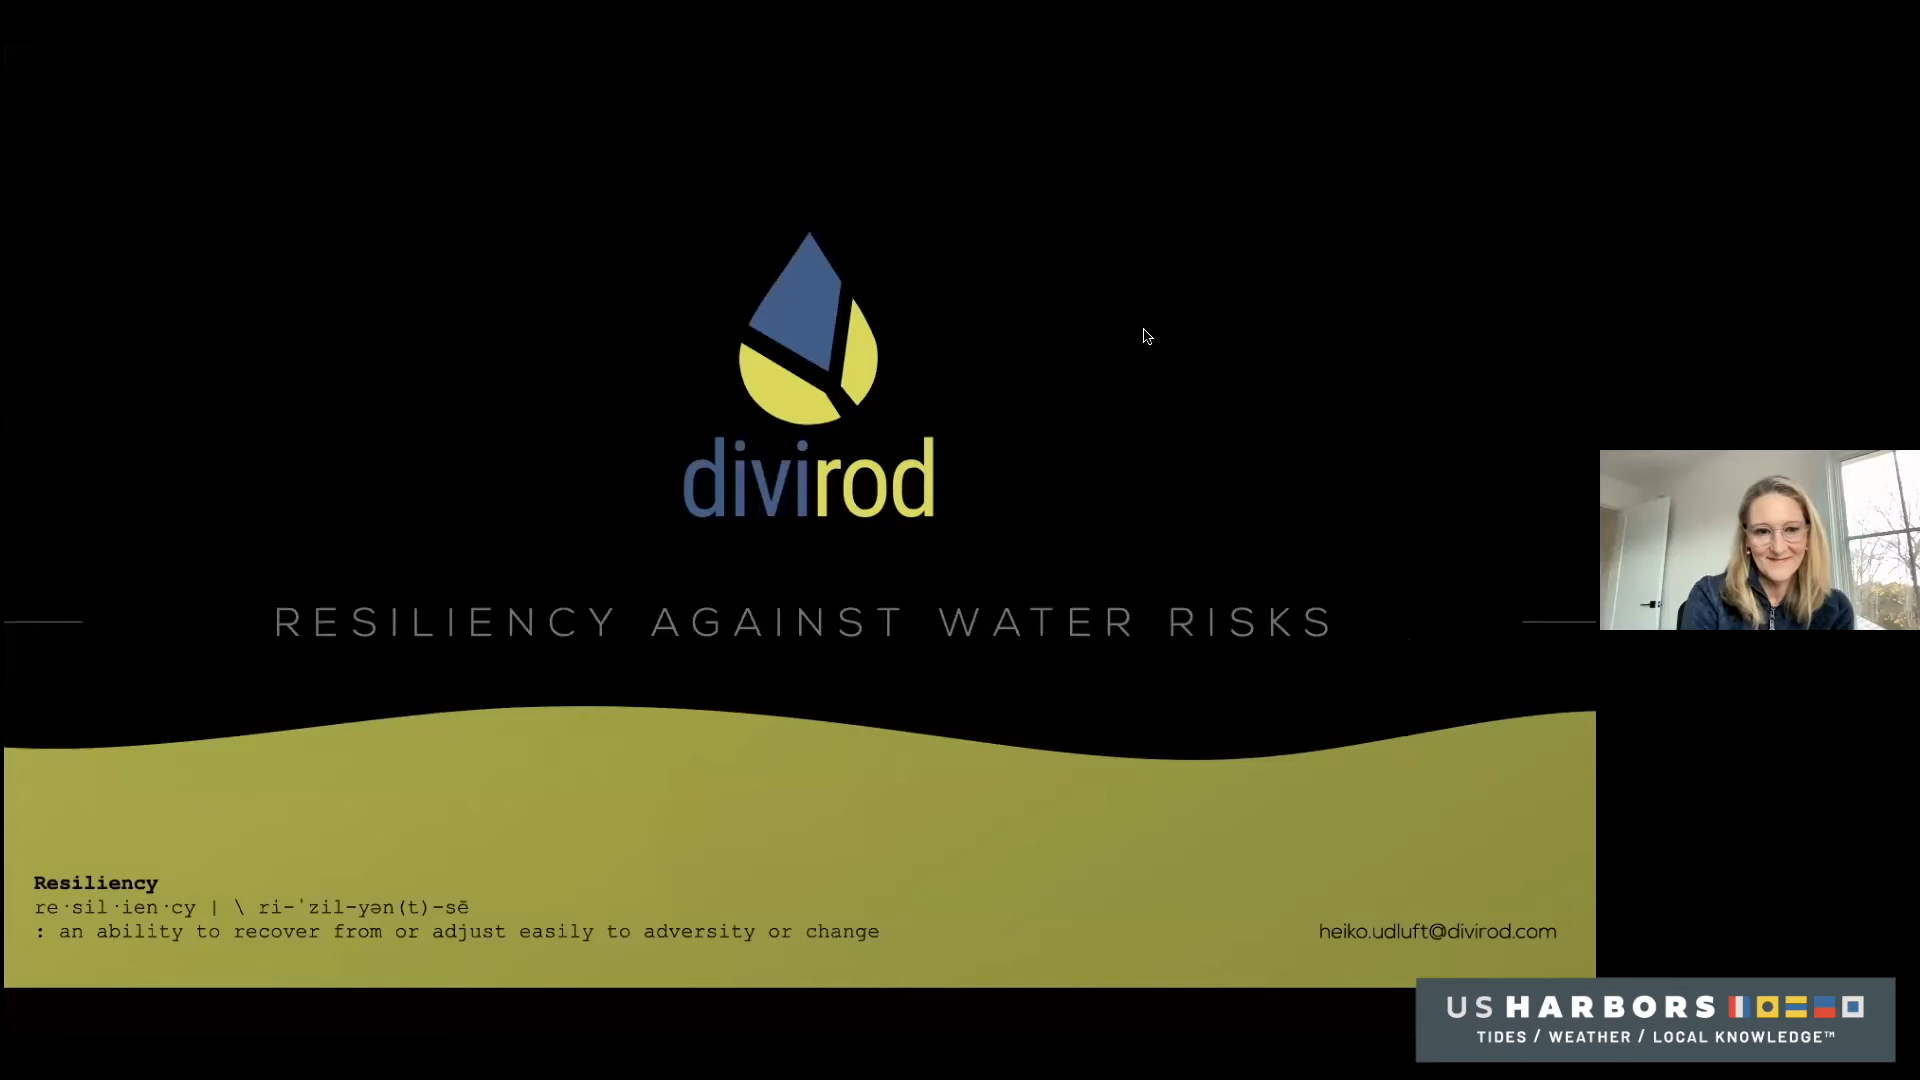 divirod
RESILIENCY AGAINST WATER RISKS
Resiliency
re·sil·ien·cy | \ ri-ˈzil-yən(t)-sē
: an ability to recover from or adjust easily to adversity or change
heiko.udluft@divirod.com
US HARBORS
TIDES / WEATHER / LOCAL KNOWLEDGE™